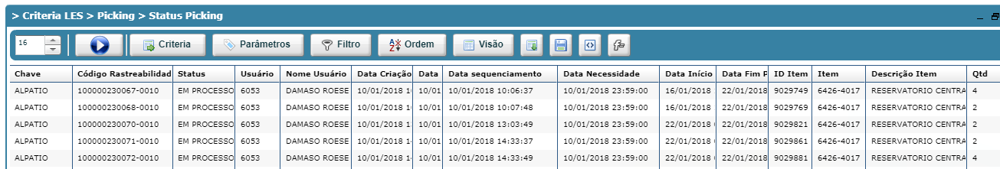 > Criteria LES > Picking > Status Picking
16 Criteria Parâmetros Filtro Ordem Visão
Chave Código Rastreabilidad Status Usuário Nome Usuário Data Criação Data Data sequenciamento Data Necessidade Data Início Data Fim P ID Item Item Descrição Item Qtd
ALPATIO 100000230067-0010 EM PROCESSO 6053 DAMASO ROESE 10/01/2018 1 10/01 10/01/2018 10:06:37 10/01/2018 23:59:00 16/01/2018 22/01/2018 9029749 6426-4017 RESERVATORIO CENTRA 4
ALPATIO 100000230068-0010 EM PROCESSO 6053 DAMASO ROESE 10/01/2018 1 10/01 10/01/2018 10:07:48 10/01/2018 23:59:00 16/01/2018 22/01/2018 9029769 6426-4017 RESERVATORIO CENTRA 2
ALPATIO 100000230070-0010 EM PROCESSO 6053 DAMASO ROESE 10/01/2018 1 10/01 10/01/2018 13:03:49 10/01/2018 23:59:00 22/01/2018 22/01/2018 9029821 6426-4017 RESERVATORIO CENTRA 2
ALPATIO 100000230071-0010 EM PROCESSO 6053 DAMASO ROESE 10/01/2018 1 10/01 10/01/2018 14:33:37 10/01/2018 23:59:00 22/01/2018 22/01/2018 9029861 6426-4017 RESERVATORIO CENTRA 2
ALPATIO 100000230072-0010 EM PROCESSO 6053 DAMASO ROESE 10/01/2018 1 10/01 10/01/2018 14:33:49 10/01/2018 23:59:00 22/01/2018 22/01/2018 9029881 6426-4017 RESERVATORIO CENTRA 4